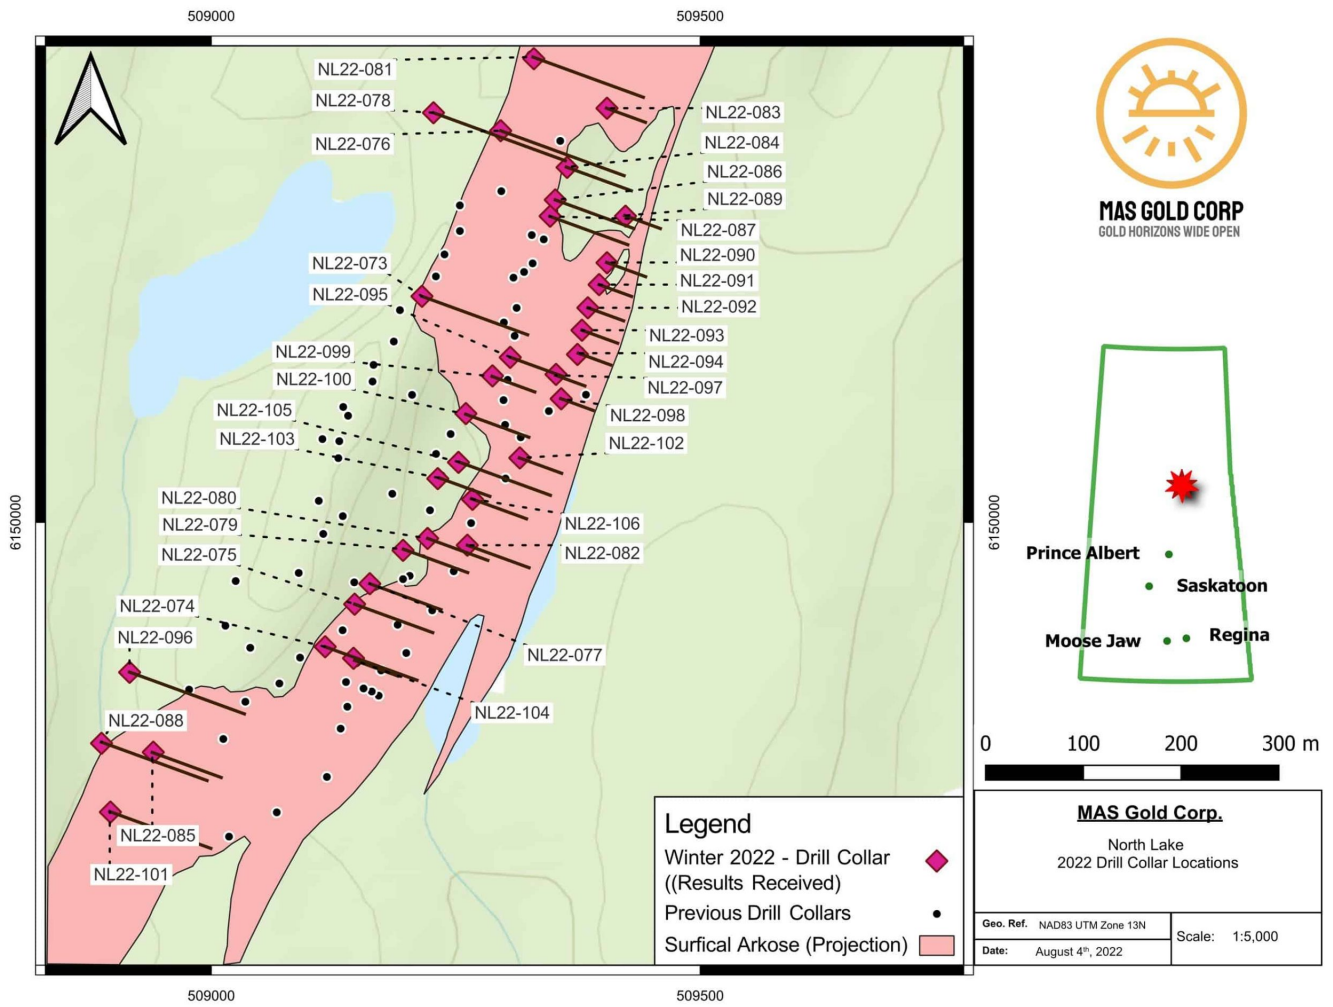 509000
509500
NL22-081
NL22-078
NL22-076
NL22-083
NL22-084
NL22-086
NL22-089
NL22-087
NL22-090
NL22-091
NL22-092
NL22-093
NL22-094
NL22-097
NL22-098
NL22-102
NL22-073
NL22-095
NL22-099
NL22-100
NL22-105
NL22-103
NL22-080
NL22-079
NL22-075
NL22-106
NL22-082
NL22-074
NL22-096
NL22-077
NL22-104
NL22-088
NL22-085
NL22-101
6150000
6150000
509000
509500
Legend
Winter 2022 - Drill Collar
((Results Received)
Previous Drill Collars
Surfical Arkose (Projection)
MAS GOLD CORP
GOLD HORIZONS WIDE OPEN
Prince Albert
Saskatoon
Moose Jaw
Regina
0 100 200 300 m
MAS Gold Corp.
North Lake
2022 Drill Collar Locations
Geo. Ref. NAD83 UTM Zone 13N
Date: August 4th, 2022
Scale: 1:5,000